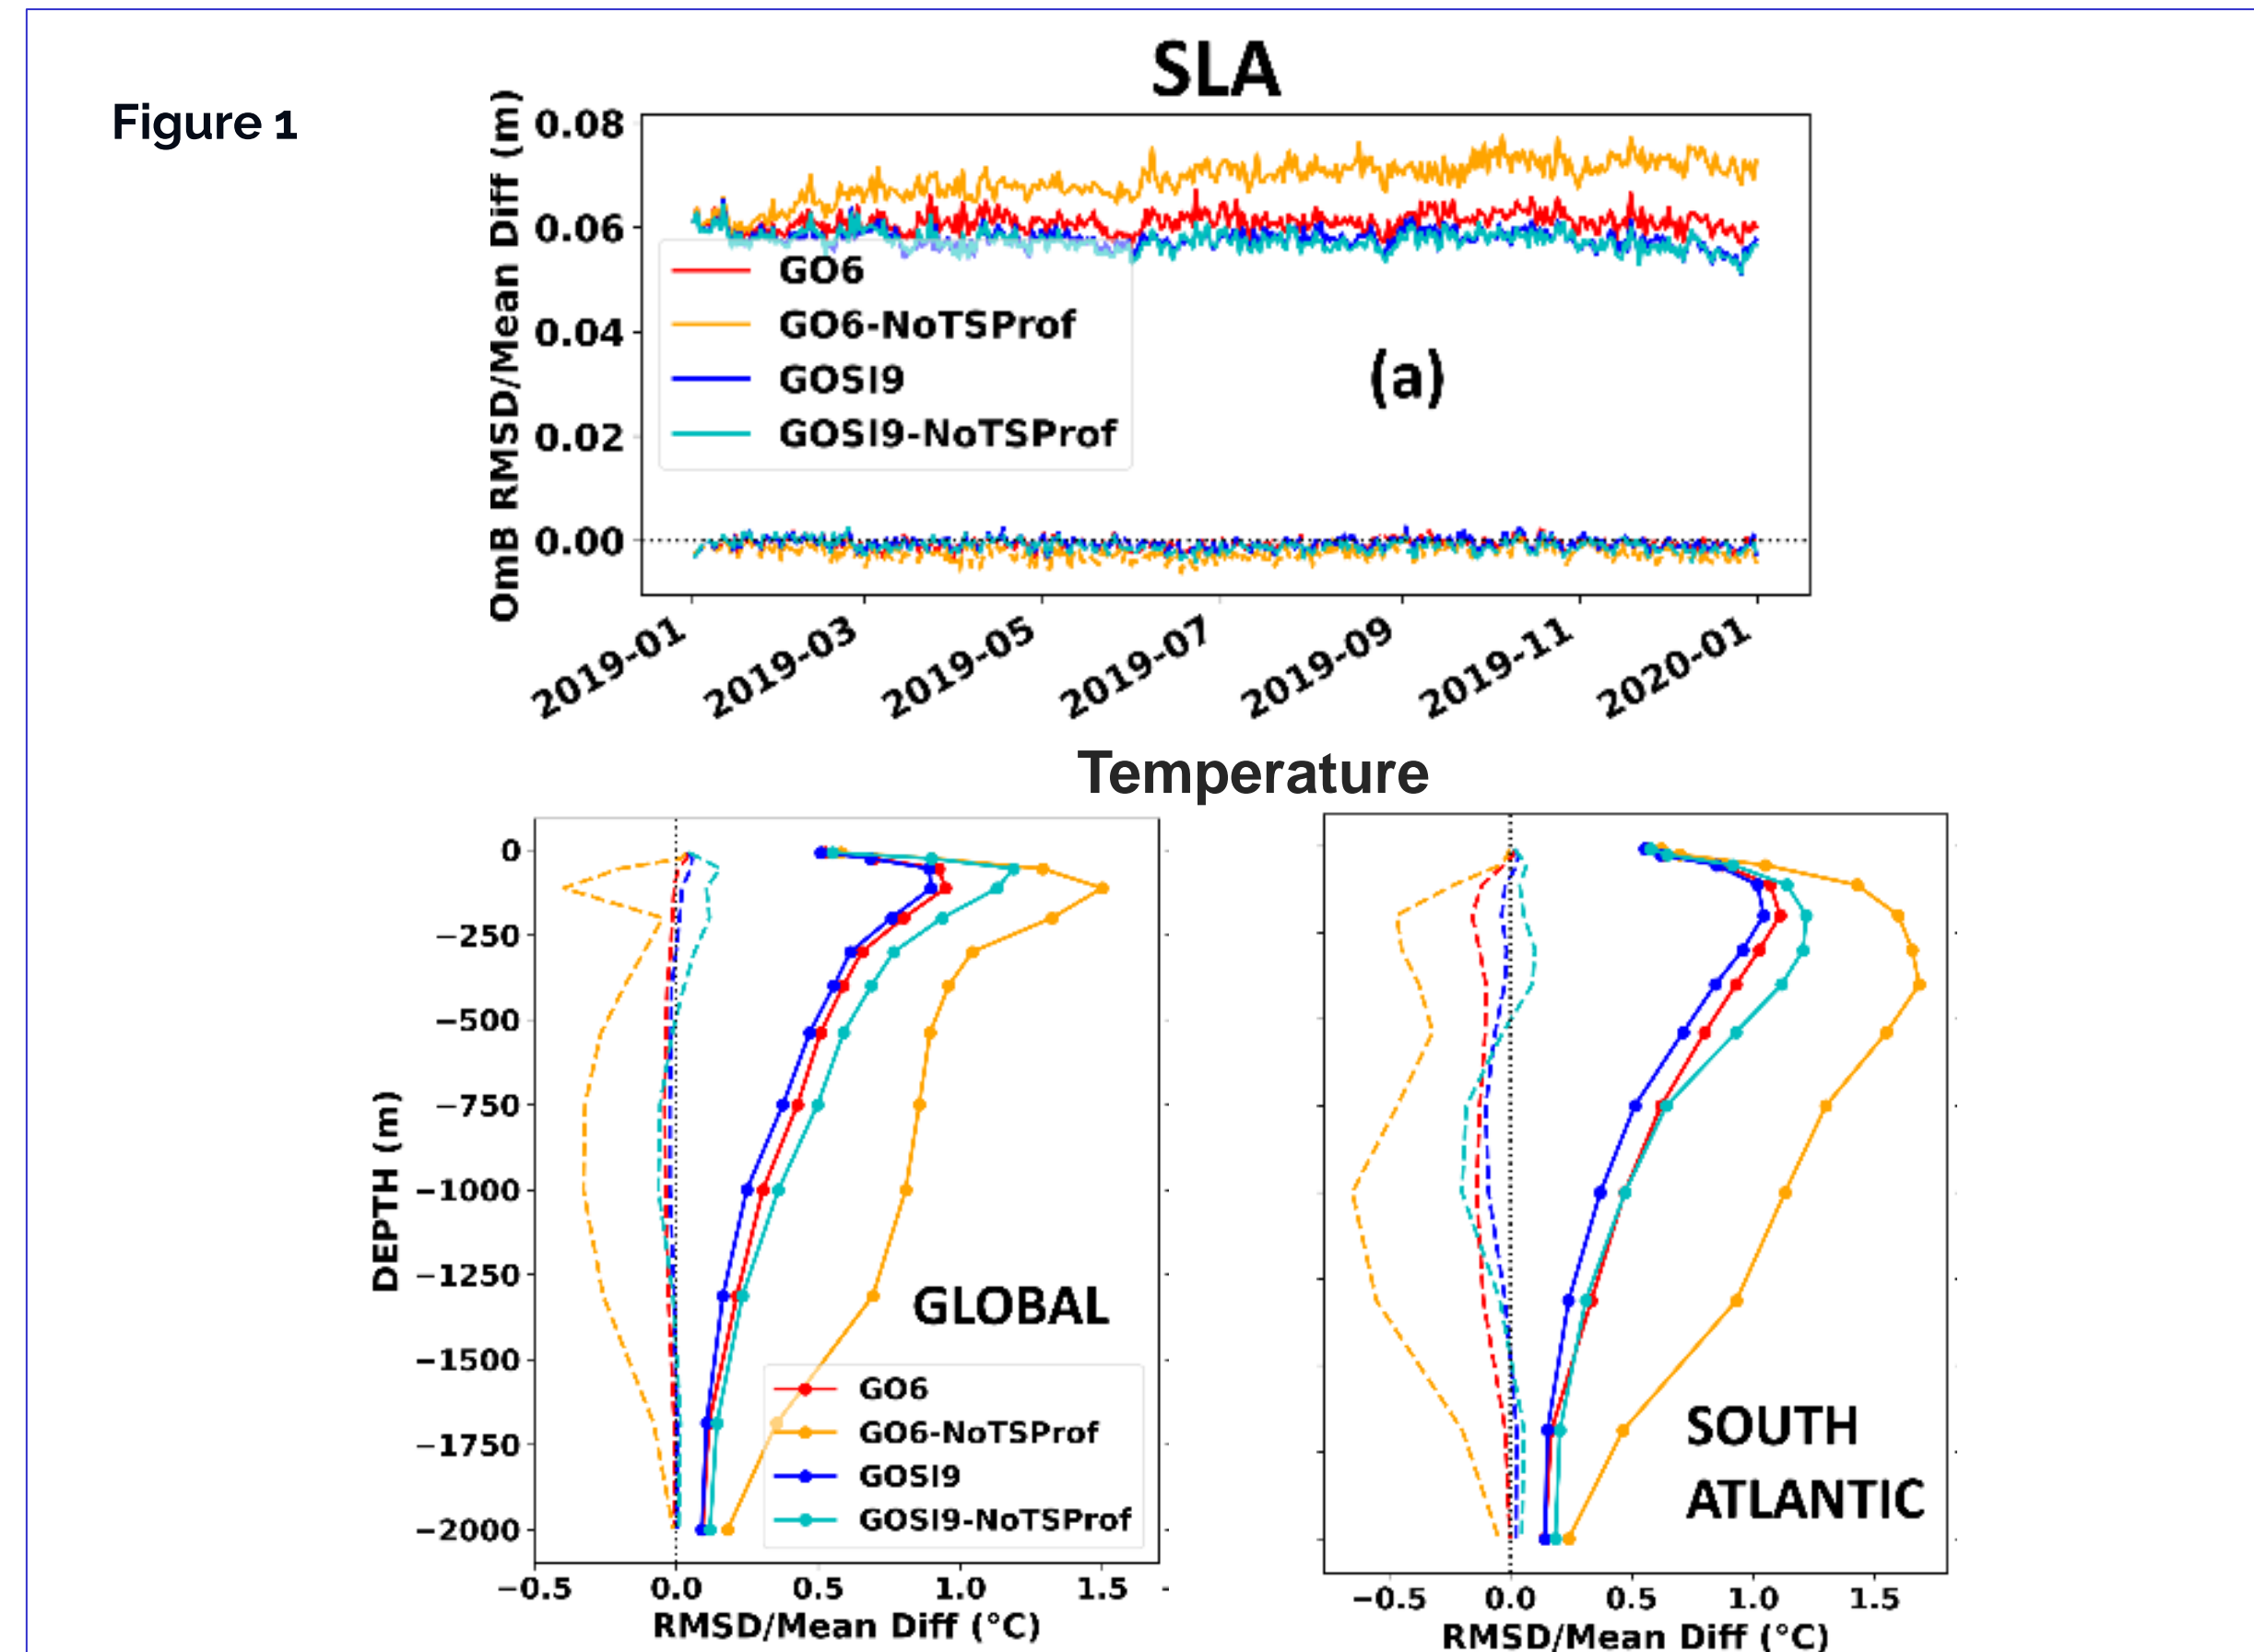 Figure 1
SLA
OmB RMSD/Mean Diff (m)
0.08
0.06
0.04
0.02
0.00
GO6
GO6-NoTSProf
GOSI9
GOSI9-NoTSProf
(a)
2019-01
2019-03
2019-05
2019-07
2019-09
2019-11
2020-01
Temperature
DEPTH (m)
0
−250
−500
−750
−1000
−1250
−1500
−1750
−2000
GLOBAL
GO6
GO6-NoTSProf
GOSI9
GOSI9-NoTSProf
−0.5 0.0 0.5 1.0 1.5
RMSD/Mean Diff (°C)
SOUTH
ATLANTIC
−0.5 0.0 0.5 1.0 1.5
RMSD/Mean Diff (°C)